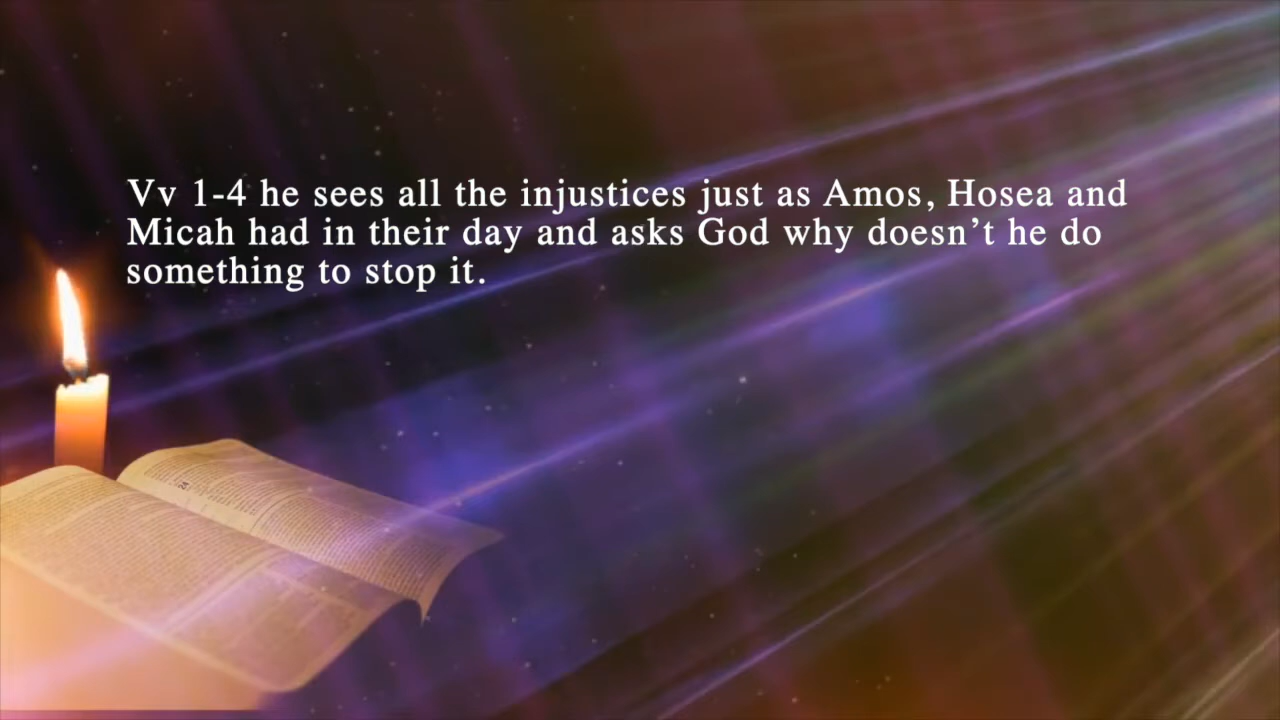 Vv 1-4 he sees all the injustices just as Amos, Hosea and
Micah had in their day and asks God why doesn’t he do
something to stop it.